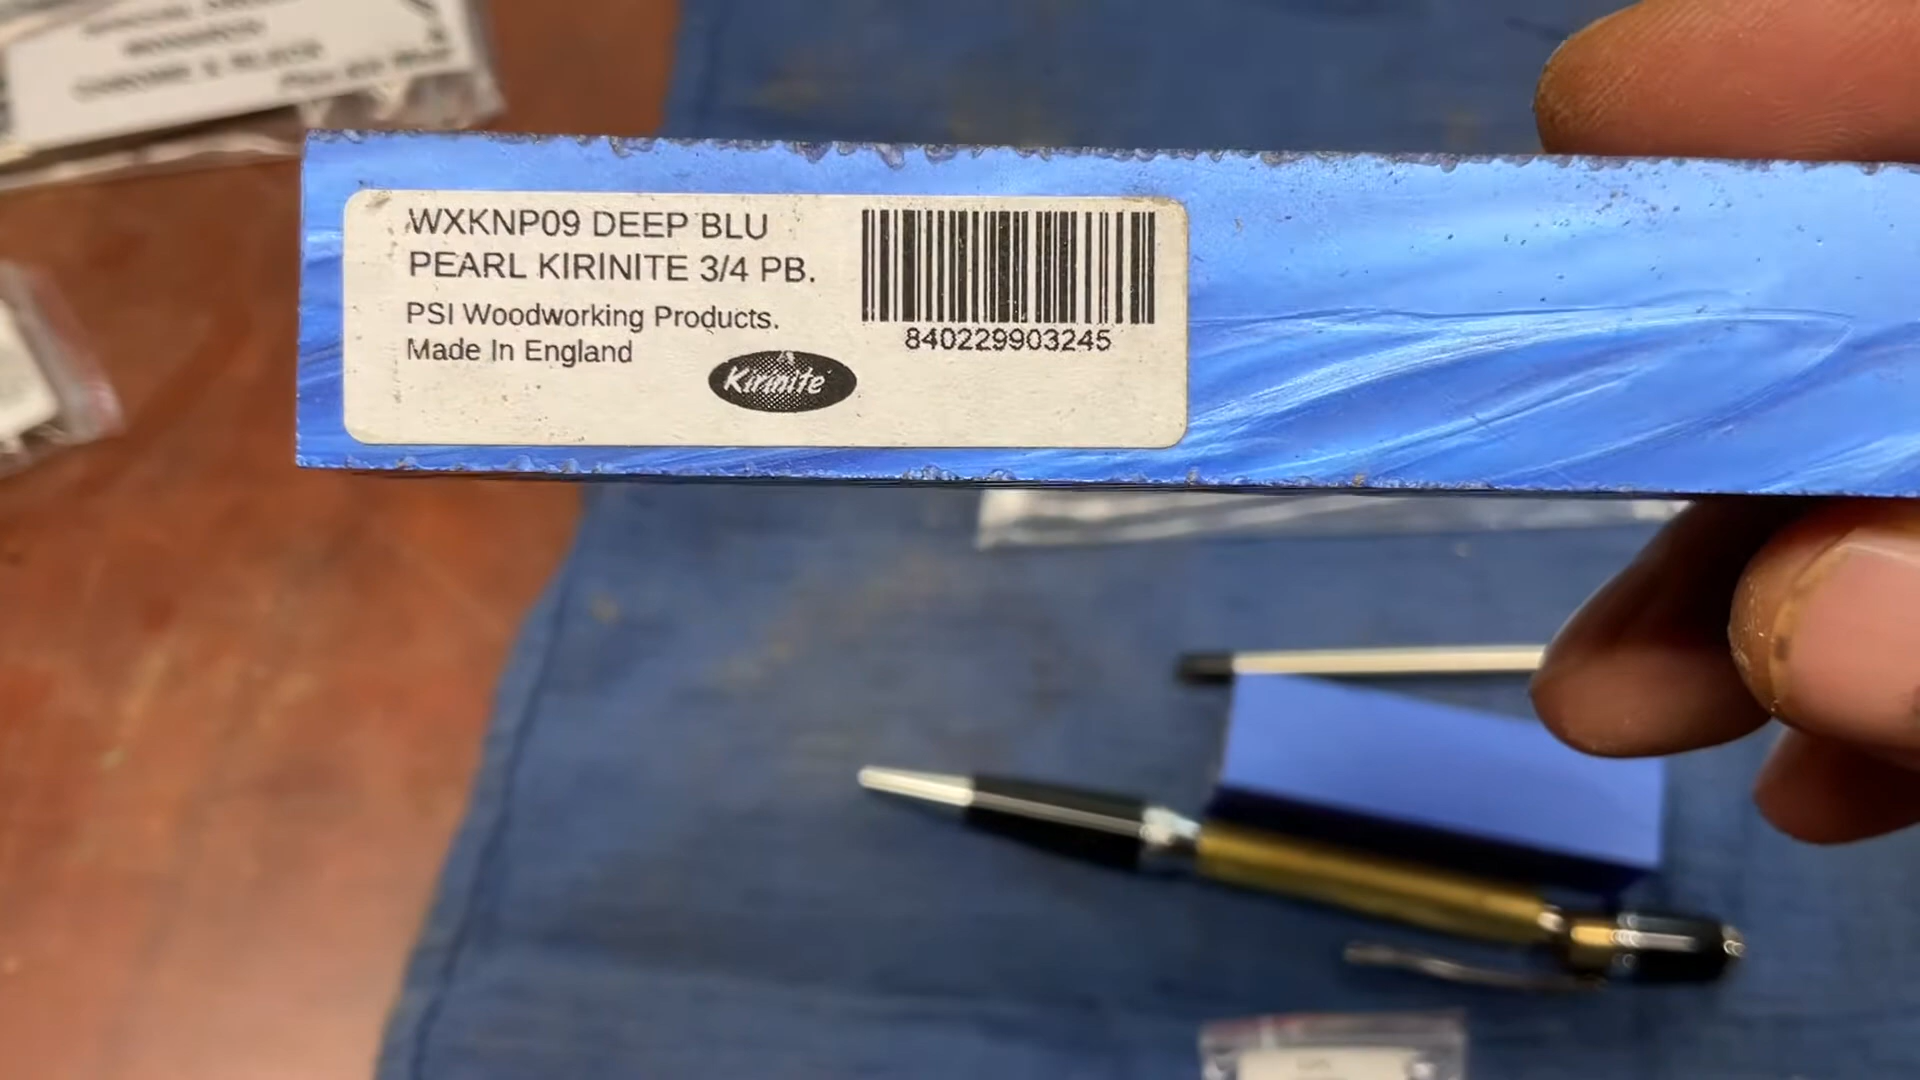 WXKNP09 DEEP BLU
PEARL KIRINITE 3/4 PB.
PSI Woodworking Products.
Made In England
Kirinite
840229903245